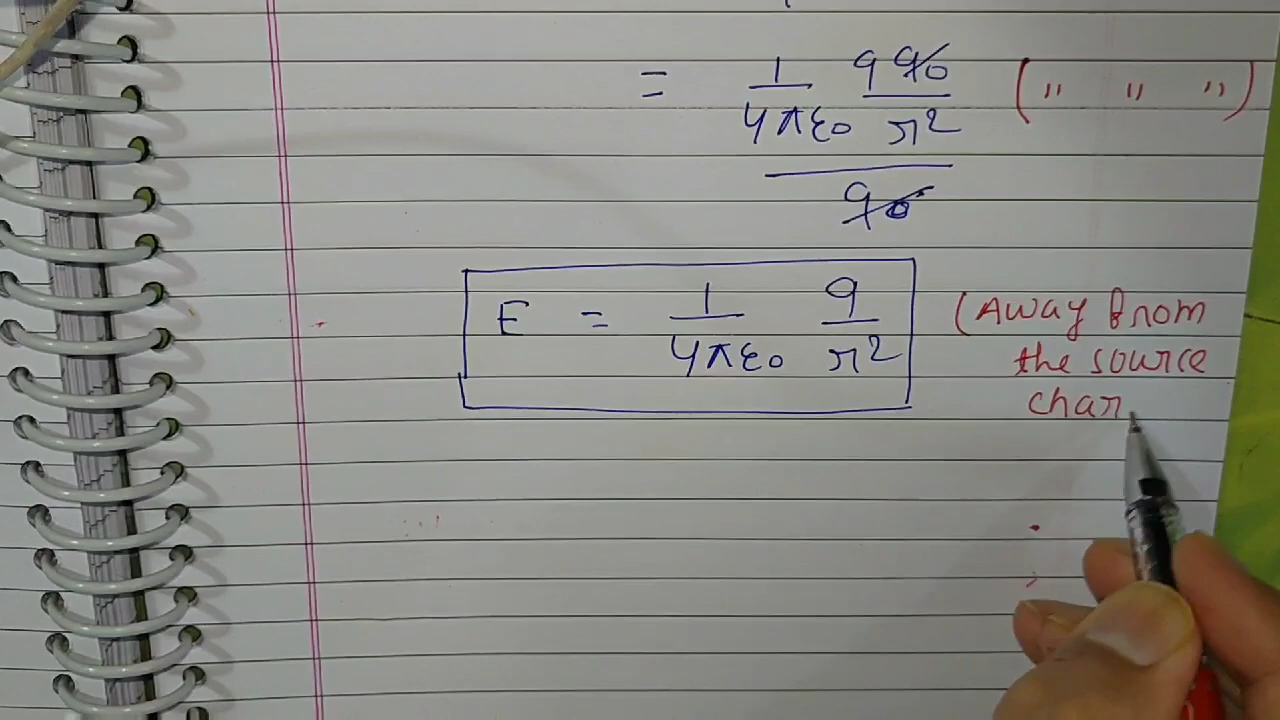 = 1/4πε0 q q0/r² ( " " " )
q0
E = 1/4πε0 q/r² (Away from
the source
char